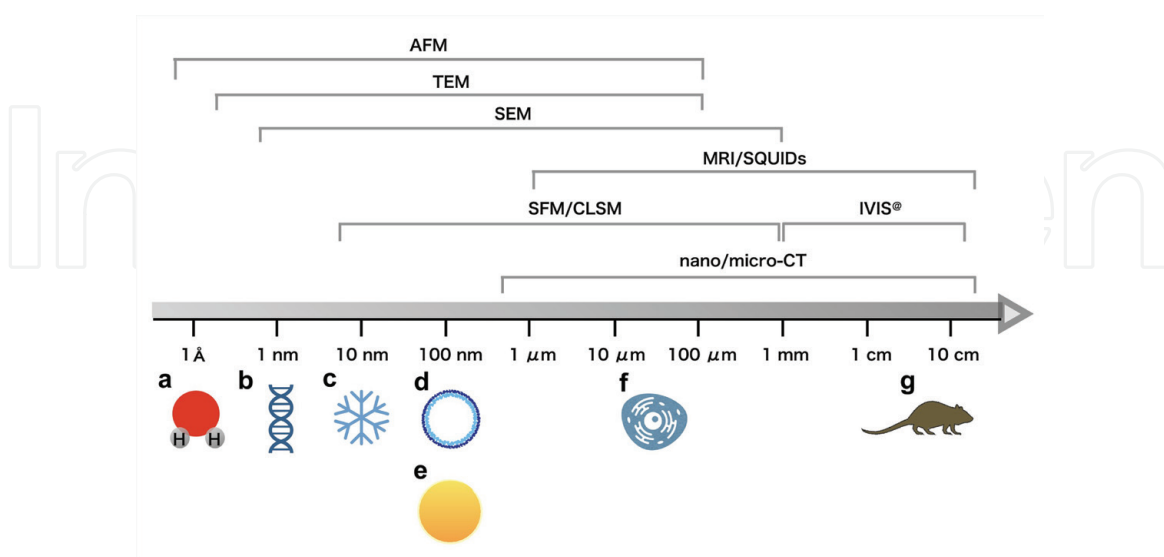 AFM
TEM
SEM
MRI/SQUIDs
SFM/CLSM
IVIS@
nano/micro-CT
1 Å
1 nm
10 nm
100 nm
1 μm
10 μm
100 μm
1 mm
1 cm
10 cm
a
b
c
d
f
g
H H
e